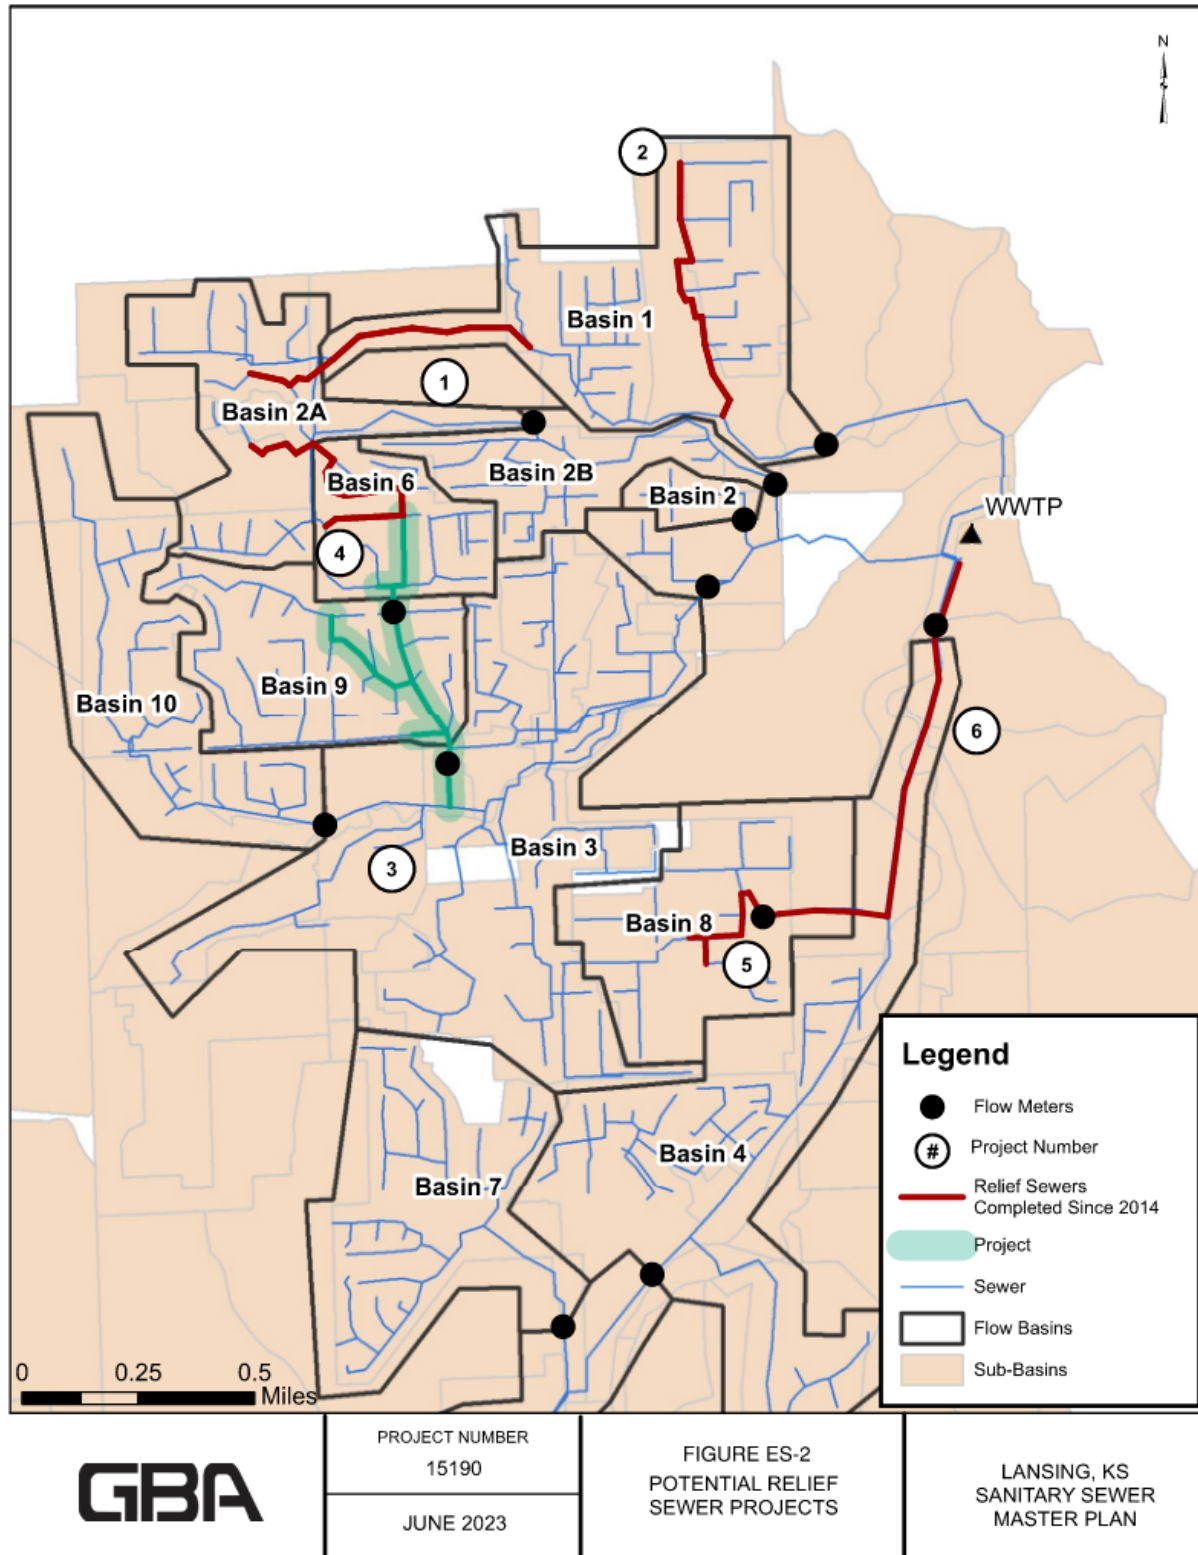 N
2
Basin 1
1
Basin 2A
Basin 2B
Basin 6
Basin 2
WWTP
4
Basin 9
Basin 10
6
3
Basin 3
Basin 8
5
Basin 4
Basin 7
Legend
Flow Meters
# Project Number
Relief Sewers
Completed Since 2014
Project
Sewer
Flow Basins
Sub-Basins
0 0.25 0.5
Miles
GBA
PROJECT NUMBER
15190
JUNE 2023
FIGURE ES-2
POTENTIAL RELIEF
SEWER PROJECTS
LANSING, KS
SANITARY SEWER
MASTER PLAN